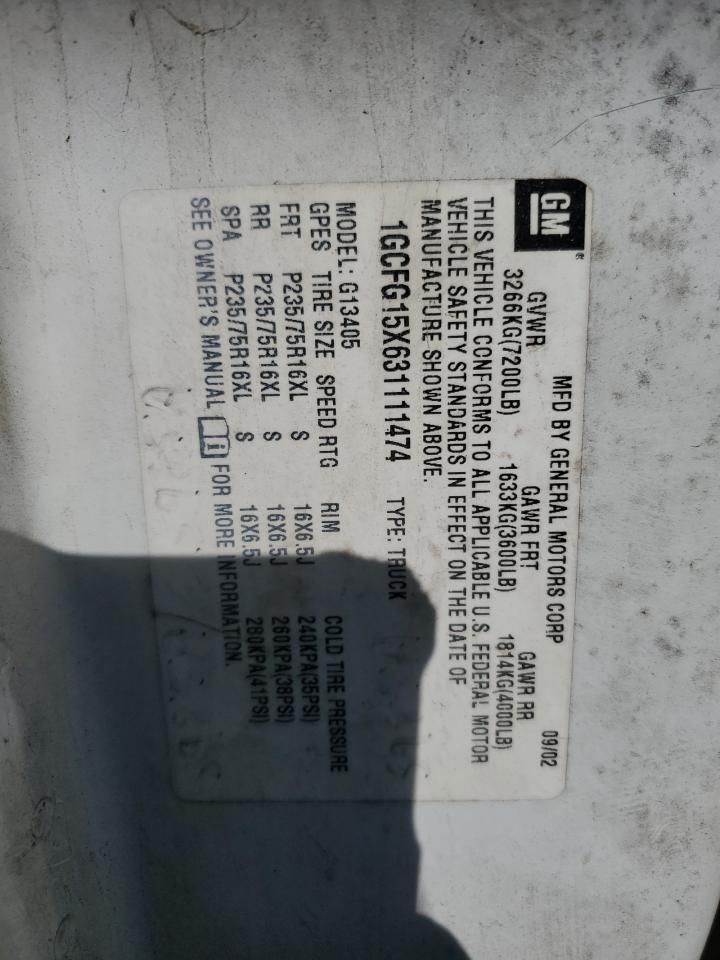 GM®
MFD BY GENERAL MOTORS CORP 09/02
GVWR GAWR FRT GAWR RR
3266KG(7200LB) 1633KG(3600LB) 1814KG(4000LB)
THIS VEHICLE CONFORMS TO ALL APPLICABLE U.S. FEDERAL MOTOR
VEHICLE SAFETY STANDARDS IN EFFECT ON THE DATE OF
MANUFACTURE SHOWN ABOVE.
1GCFG15X631111474 TYPE: TRUCK
MODEL: G13405
GPES TIRE SIZE SPEED RTG RIM COLD TIRE PRESSURE
FRT P235/75R16XL S 16X6.5J 240KPA(35PSI)
RR P235/75R16XL S 16X6.5J 260KPA(38PSI)
SPA P235/75R16XL S 16X6.5J 280KPA(41PSI)
SEE OWNER'S MANUAL i FOR MORE INFORMATION.